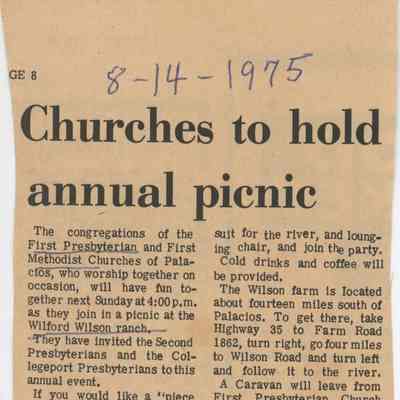 GE 8
8-14-1975
Churches to hold
annual picnic
The congregations of the
First Presbyterian and First
Methodist Churches of Pala-
cios, who worship together on
occasion, will have fun to-
gether next Sunday at 4:00 p.m.
as they join in a picnic at the
Wilford Wilson ranch.
They have invited the Second
Presbyterians and the Col-
legeport Presbyterians to this
annual event.
If you would like a "piece
suit for the river, and loung-
ing chair, and join the party.
Cold drinks and coffee will
be provided.
The Wilson farm is located
about fourteen miles south of
Palacios. To get there, take
Highway 35 to Farm Road
1862, turn right, go four miles
to Wilson Road and turn left
and follow it to the river.
A Caravan will leave from
First Presbyterian Church